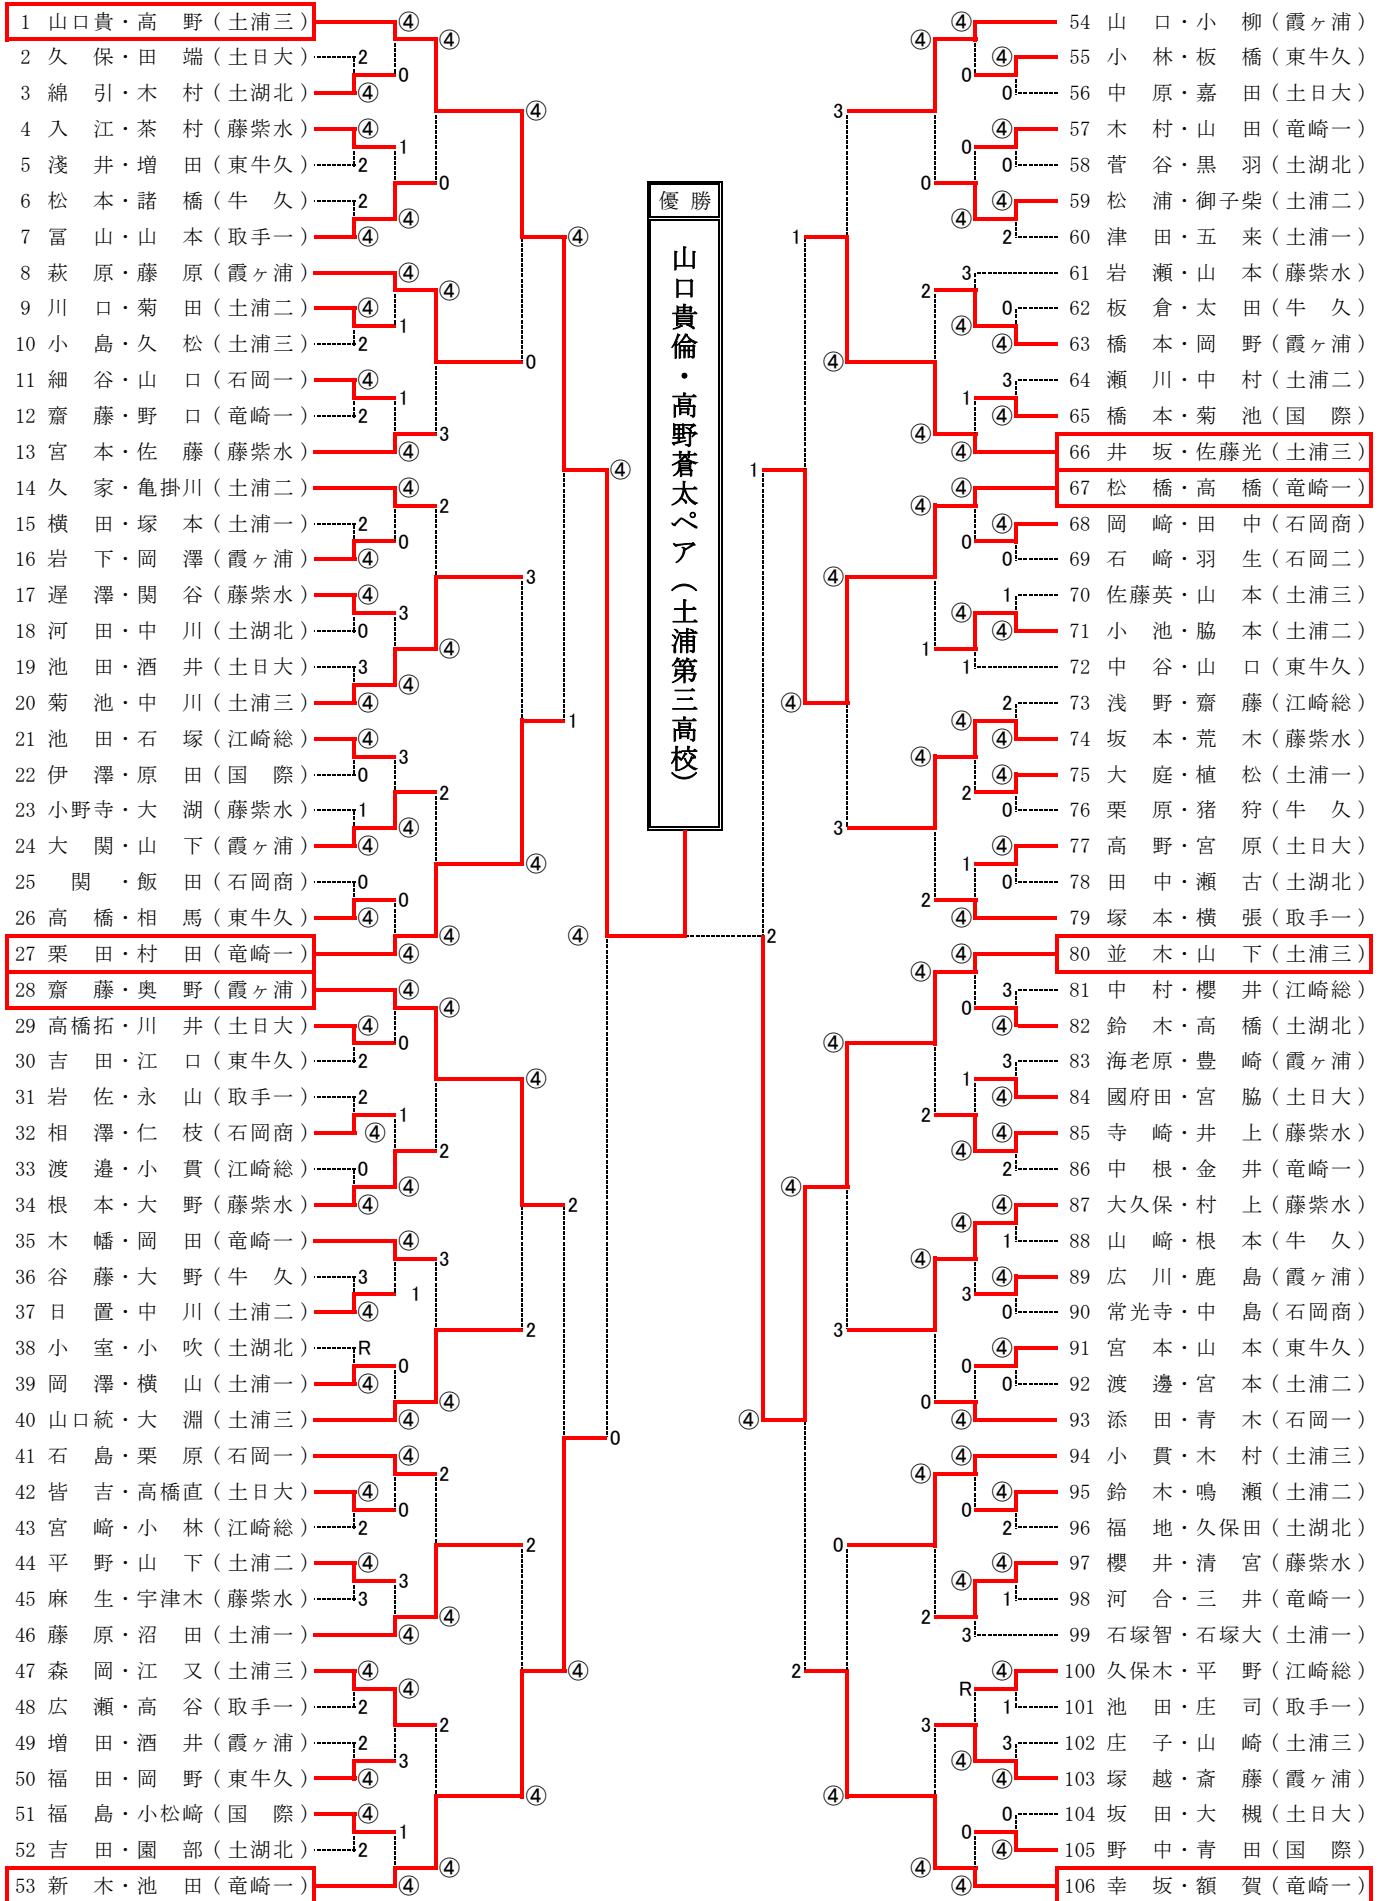 優勝
山口貴倫・高野蒼太ペア(土浦第三高校)
1 山口貴・高　野(土浦三)
2 久　保・田　端(土日大)
3 綿　引・木　村(土湖北)
4 入　江・茶　村(藤紫水)
5 淺　井・増　田(東牛久)
6 松　本・諸　橋(牛　久)
7 冨　山・山　本(取手一)
8 萩　原・藤　原(霞ヶ浦)
9 川　口・菊　田(土浦二)
10 小　島・久　松(土浦三)
11 細　谷・山　口(石岡一)
12 齋　藤・野　口(竜崎一)
13 宮　本・佐　藤(藤紫水)
14 久　家・亀掛川(土浦二)
15 横　田・塚　本(土浦一)
16 岩　下・岡　澤(霞ヶ浦)
17 遅　澤・関　谷(藤紫水)
18 河　田・中　川(土湖北)
19 池　田・酒　井(土日大)
20 菊　池・中　川(土浦三)
21 池　田・石　塚(江崎総)
22 伊　澤・原　田(国　際)
23 小野寺・大　湖(藤紫水)
24 大　関・山　下(霞ヶ浦)
25 　関　・飯　田(石岡商)
26 高　橋・相　馬(東牛久)
27 栗　田・村　田(竜崎一)
28 齋　藤・奥　野(霞ヶ浦)
29 高橋拓・川　井(土日大)
30 吉　田・江　口(東牛久)
31 岩　佐・永　山(取手一)
32 相　澤・仁　枝(石岡商)
33 渡　邉・小　貫(江崎総)
34 根　本・大　野(藤紫水)
35 木　幡・岡　田(竜崎一)
36 谷　藤・大　野(牛　久)
37 日　置・中　川(土浦二)
38 小　室・小　吹(土湖北)
39 岡　澤・横　山(土浦一)
40 山口統・大　淵(土浦三)
41 石　島・栗　原(石岡一)
42 皆　吉・高橋直(土日大)
43 宮　﨑・小　林(江崎総)
44 平　野・山　下(土浦二)
45 麻　生・宇津木(藤紫水)
46 藤　原・沼　田(土浦一)
47 森　岡・江　又(土浦三)
48 広　瀬・高　谷(取手一)
49 増　田・酒　井(霞ヶ浦)
50 福　田・岡　野(東牛久)
51 福　島・小松﨑(国　際)
52 吉　田・園　部(土湖北)
53 新　木・池　田(竜崎一)
54 山　口・小　柳(霞ヶ浦)
55 小　林・板　橋(東牛久)
56 中　原・嘉　田(土日大)
57 木　村・山　田(竜崎一)
58 菅　谷・黒　羽(土湖北)
59 松　浦・御子柴(土浦二)
60 津　田・五　来(土浦一)
61 岩　瀬・山　本(藤紫水)
62 板　倉・太　田(牛　久)
63 橋　本・岡　野(霞ヶ浦)
64 瀬　川・中　村(土浦二)
65 橋　本・菊　池(国　際)
66 井　坂・佐藤光(土浦三)
67 松　橋・高　橋(竜崎一)
68 岡　﨑・田　中(石岡商)
69 石　﨑・羽　生(石岡二)
70 佐藤英・山　本(土浦三)
71 小　池・脇　本(土浦二)
72 中　谷・山　口(東牛久)
73 浅　野・齋　藤(江崎総)
74 坂　本・荒　木(藤紫水)
75 大　庭・植　松(土浦一)
76 栗　原・猪　狩(牛　久)
77 高　野・宮　原(土日大)
78 田　中・瀬　古(土湖北)
79 塚　本・横　張(取手一)
80 並　木・山　下(土浦三)
81 中　村・櫻　井(江崎総)
82 鈴　木・高　橋(土湖北)
83 海老原・豊　崎(霞ヶ浦)
84 國府田・宮　脇(土日大)
85 寺　崎・井　上(藤紫水)
86 中　根・金　井(竜崎一)
87 大久保・村　上(藤紫水)
88 山　﨑・根　本(牛　久)
89 広　川・鹿　島(霞ヶ浦)
90 常光寺・中　島(石岡商)
91 宮　本・山　本(東牛久)
92 渡　邊・宮　本(土浦二)
93 添　田・青　木(石岡一)
94 小　貫・木　村(土浦三)
95 鈴　木・鳴　瀬(土浦二)
96 福　地・久保田(土湖北)
97 櫻　井・清　宮(藤紫水)
98 河　合・三　井(竜崎一)
99 石塚智・石塚大(土浦一)
100 久保木・平　野(江崎総)
101 池　田・庄　司(取手一)
102 庄　子・山　崎(土浦三)
103 塚　越・斎　藤(霞ヶ浦)
104 坂　田・大　槻(土日大)
105 野　中・青　田(国　際)
106 幸　坂・額　賀(竜崎一)